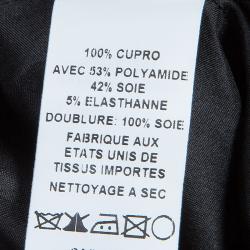 100% CUPRO
AVEC 53% POLYAMIDE
42% SOIE
5% ELASTHANNE
DOUBLURE: 100% SOIE
FABRIQUE AUX
ETATS UNIS DE
TISSUS IMPORTES
NETTOYAGE A SEC